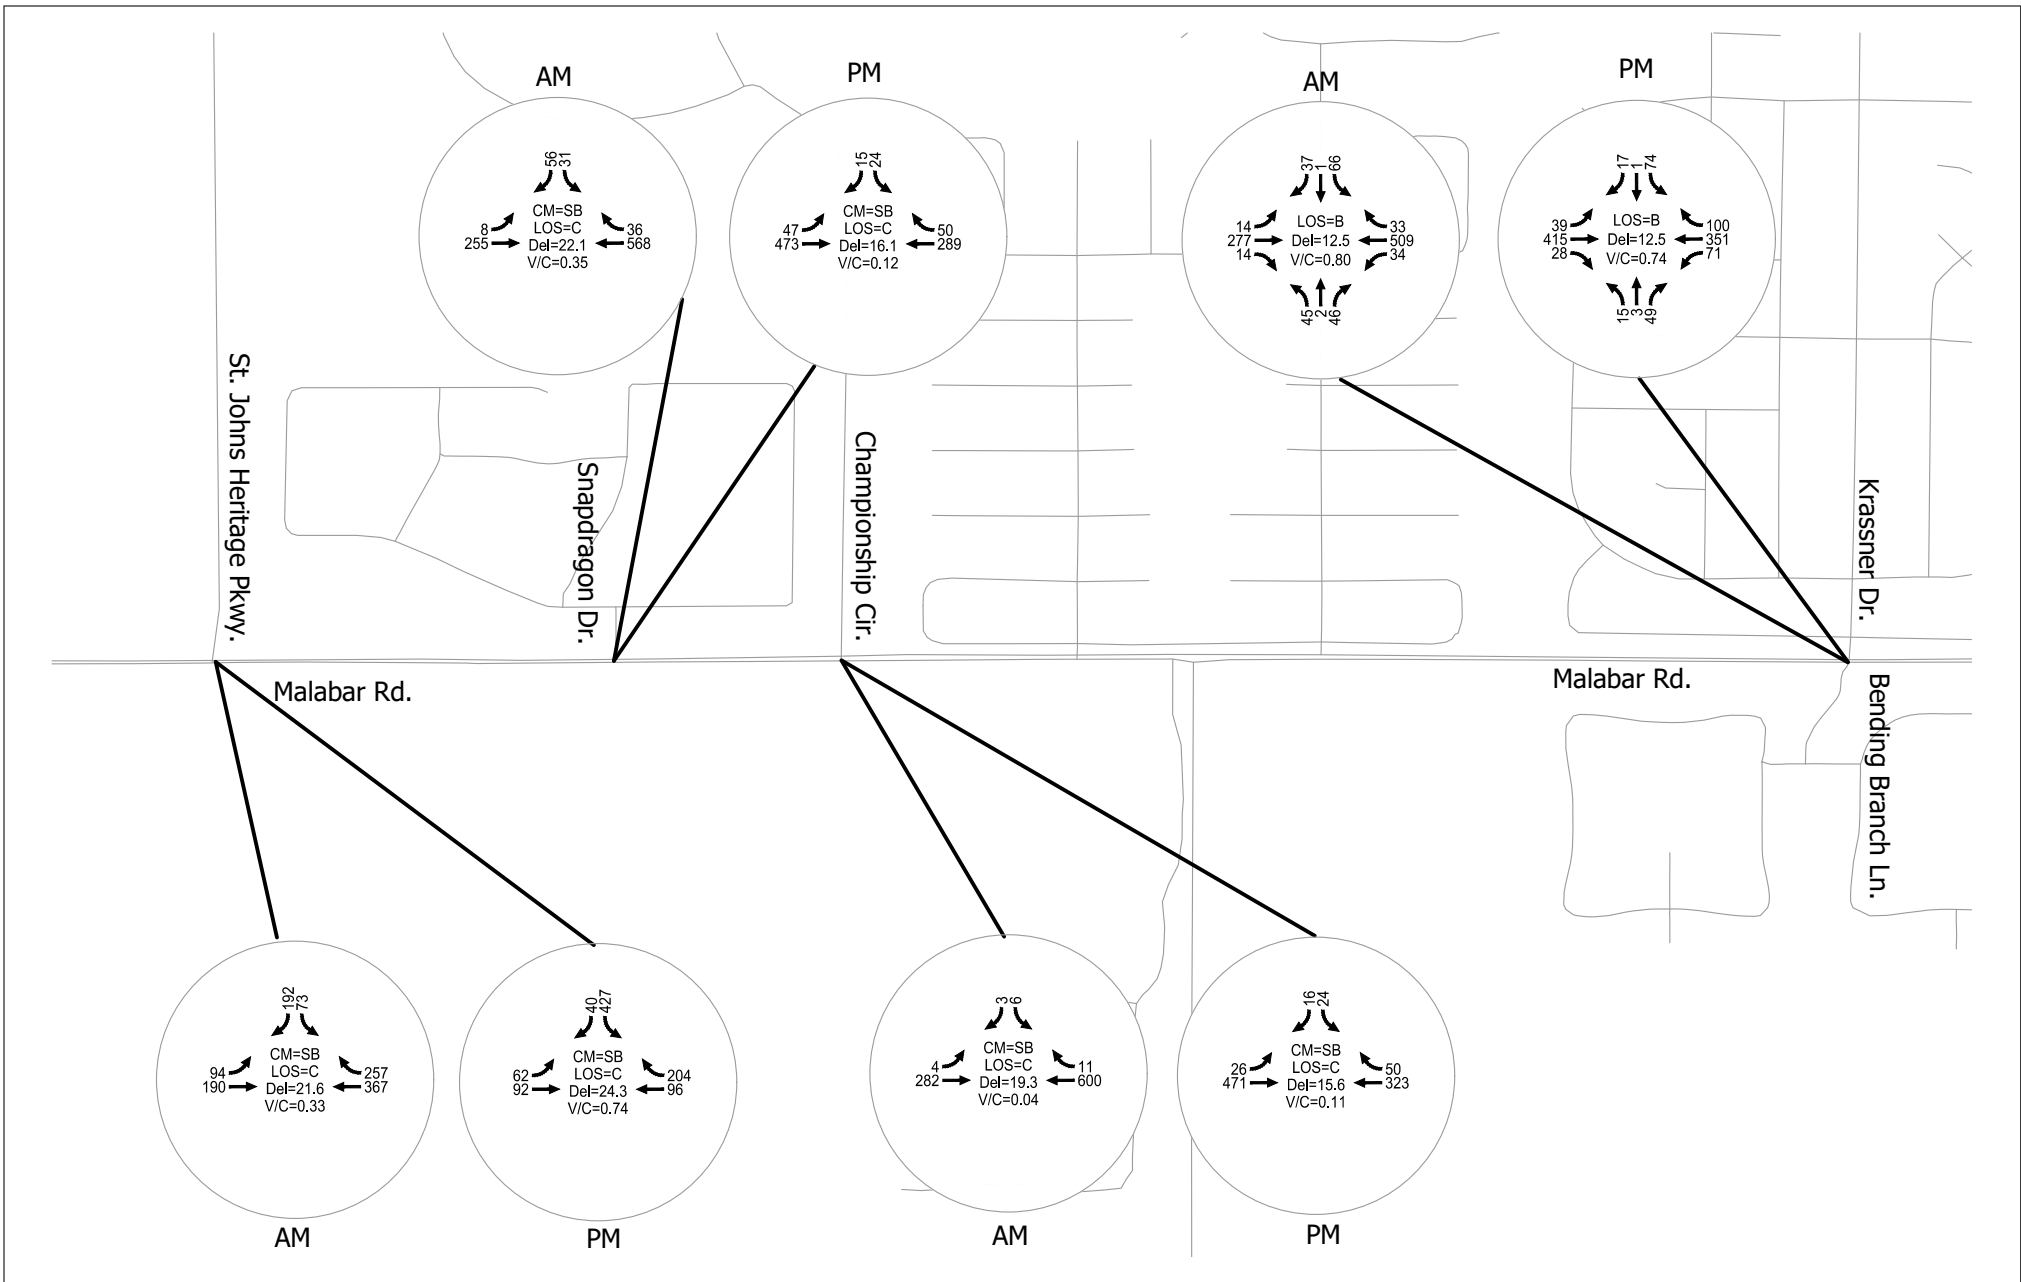 AM
PM
AM
PM
56 31
8
255
CM=SB
LOS=C
Del=22.1
V/C=0.35
36
568
15 24
47
473
CM=SB
LOS=C
Del=16.1
V/C=0.12
50
289
37 1 66
14
277
14
LOS=B
Del=12.5
V/C=0.80
33
509
34
45 2 46
17 1 74
39
415
28
LOS=B
Del=12.5
V/C=0.74
100
351
71
15 3 49
St. Johns Heritage Pkwy.
Snapdragon Dr.
Championship Cir.
Krassner Dr.
Malabar Rd.
Malabar Rd.
Bending Branch Ln.
192 73
94
190
CM=SB
LOS=C
Del=21.6
V/C=0.33
257
367
40 427
62
92
CM=SB
LOS=C
Del=24.3
V/C=0.74
204
96
3 6
4
282
CM=SB
LOS=C
Del=19.3
V/C=0.04
11
600
16 24
26
471
CM=SB
LOS=C
Del=15.6
V/C=0.11
50
323
AM
PM
AM
PM